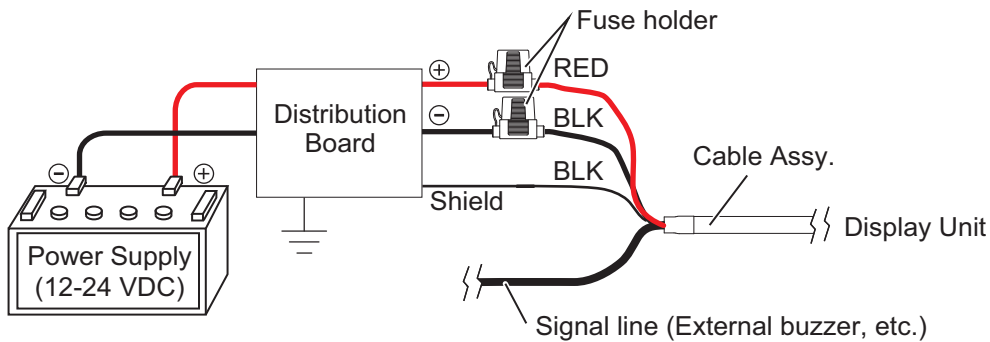 Fuse holder
⊕
RED
Distribution
Board
⊖
BLK
Cable Assy.
BLK
⊖
⊕
Shield
Display Unit
Power Supply
(12-24 VDC)
Signal line (External buzzer, etc.)